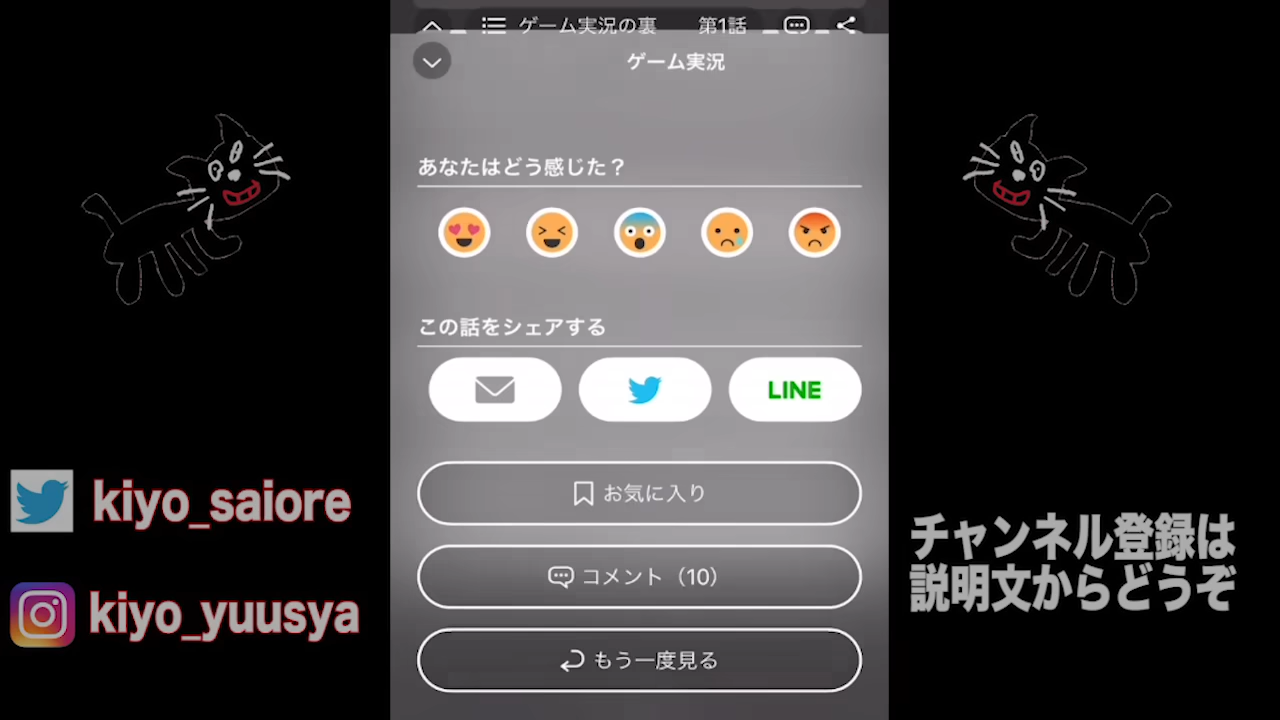 ゲーム実況の裏 第1話
ゲーム実況
あなたはどう感じた？
この話をシェアする
LINE
お気に入り
コメント（10）
もう一度見る
kiyo_saiore
kiyo_yuusya
チャンネル登録は
説明文からどうぞ